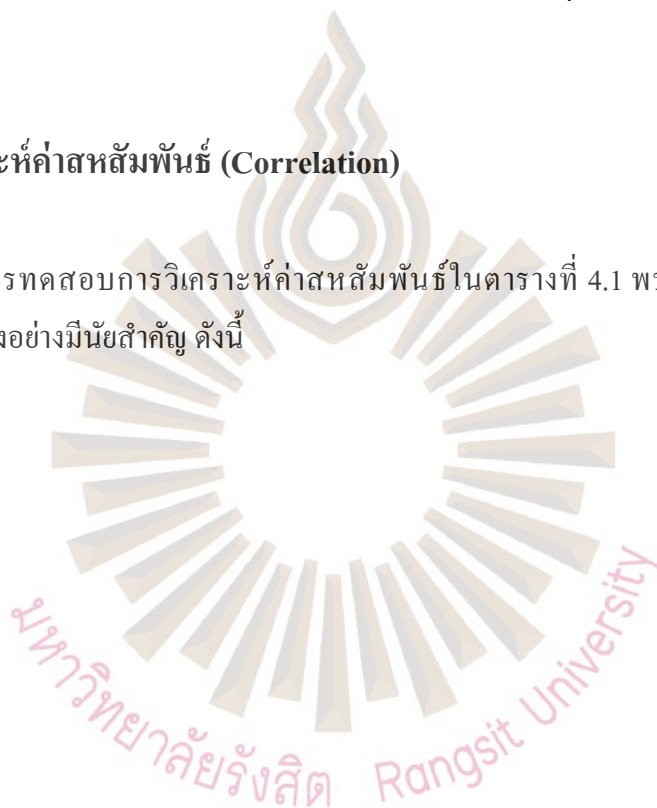 ะห์ค่าสหสัมพันธ์ (Correlation)
รทดสอบการวิเคราะห์ค่าสหสัมพันธ์ในตารางที่ 4.1 พ
งอย่างมีนัยสำคัญ ดังนี้
มหาวิทยาลัยรังสิต Rangsit University